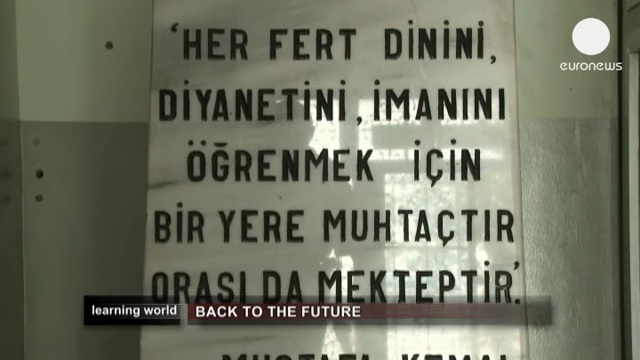 euronews
'HER FERT DİNİNİ,
DİYANETİNİ, İMANINI
ÖĞRENMEK İÇİN
BİR YERE MUHTAÇTIR
ORASI DA MEKTEPTİR.'
learning world BACK TO THE FUTURE
MUSTAFA KEMAL